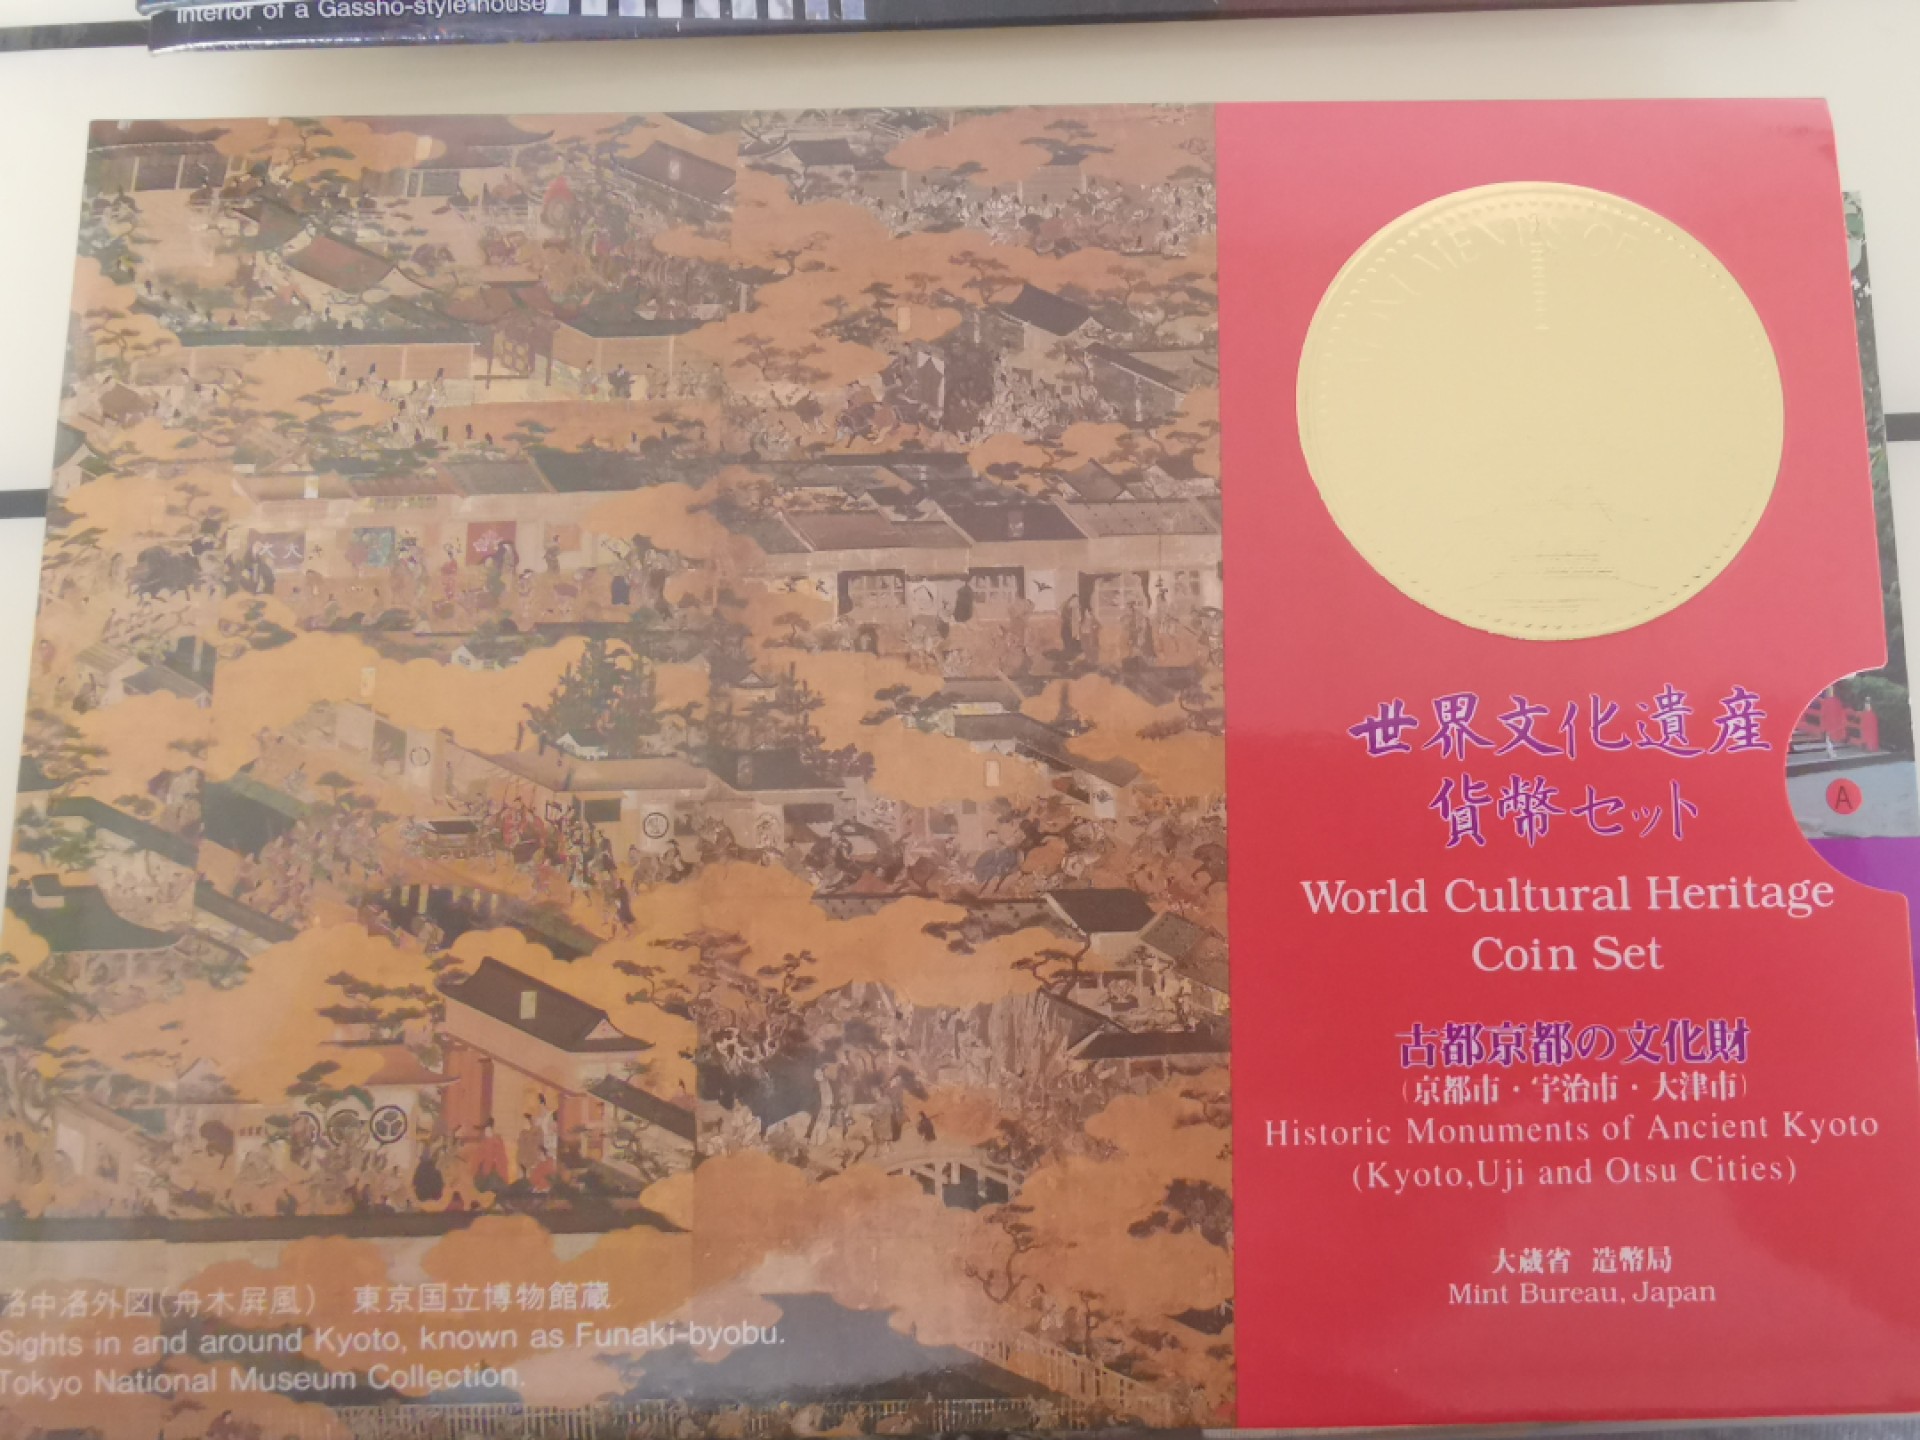 Interior of a Gassho-style house
世界文化遺産
貨幣セット
World Cultural Heritage
Coin Set
古都京都の文化財
(京都市・宇治市・大津市)
Historic Monuments of Ancient Kyoto
(Kyoto,Uji and Otsu Cities)
大蔵省 造幣局
Mint Bureau, Japan
A
洛中洛外図(舟木屏風) 東京国立博物館蔵
Sights in and around Kyoto, known as Funaki-byobu.
Tokyo National Museum Collection.